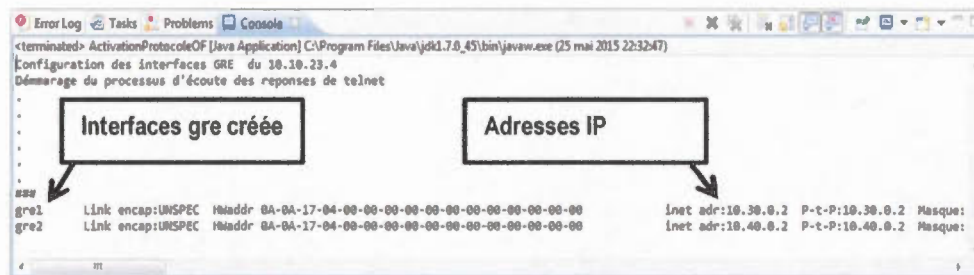 Error Log Tasks Problems Console
<terminated> ActivationProtocoleOF [Java Application] C:\Program Files\Java\jdk1.7.0_45\bin\javaw.exe (25 mai 2015 22:32:47)
Configuration des interfaces GRE du 10.10.23.4
Démmarage du processus d'écoute des reponses de telnet
.
.
.
Interfaces gre créée
Adresses IP
.
.
###
gre1 Link encap:UNSPEC HWaddr 0A-0A-17-04-00-00-00-00-00-00-00-00-00-00-00-00 inet adr:10.30.0.2 P-t-P:10.30.0.2 Masque:
gre2 Link encap:UNSPEC HWaddr 0A-0A-17-04-00-00-00-00-00-00-00-00-00-00-00-00 inet adr:10.40.0.2 P-t-P:10.40.0.2 Masque: